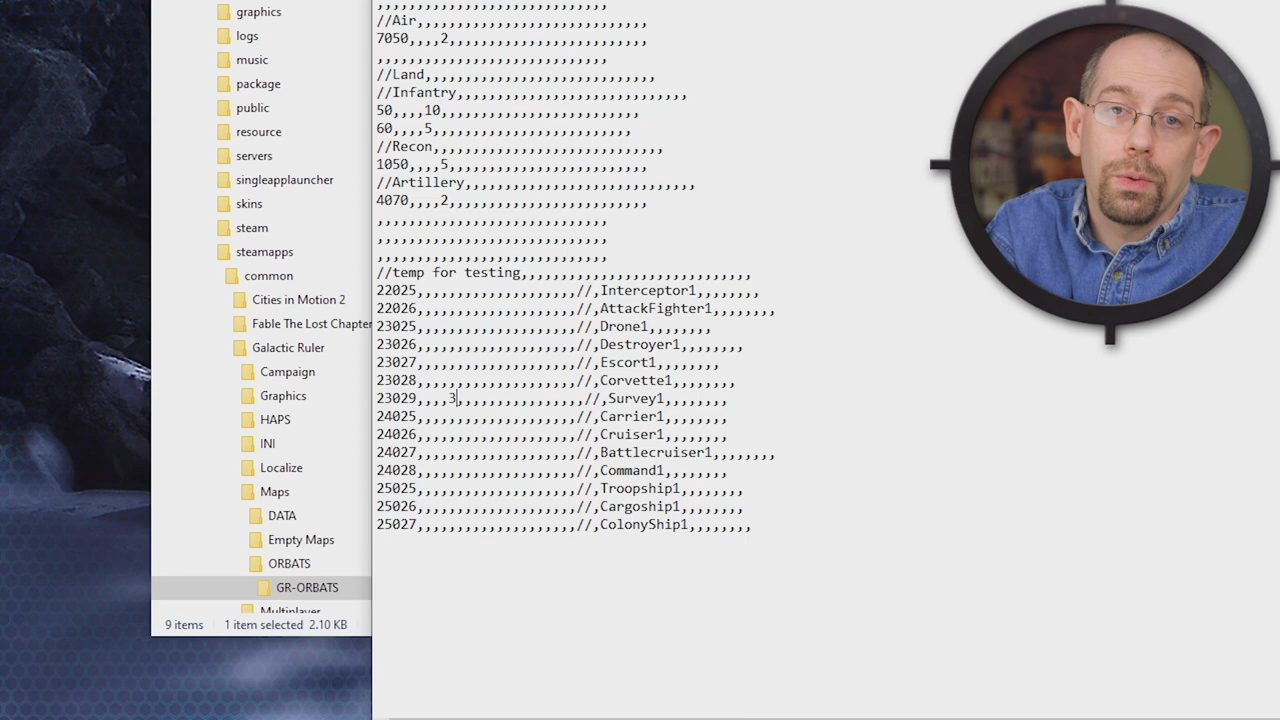 graphics
logs
music
package
public
resource
servers
singleapplauncher
skins
steam
steamapps
common
Cities in Motion 2
Fable The Lost Chapter
Galactic Ruler
Campaign
Graphics
HAPS
INI
Localize
Maps
DATA
Empty Maps
ORBATS
GR-ORBATS
Multiplayer
9 items 1 item selected 2.10 KB
,,,,,,,,,,,,,,,,,,,,,,,,,,,,,
//Air,,,,,,,,,,,,,,,,,,,,,,,,,,,,,
7050,,,,2,,,,,,,,,,,,,,,,,,,,,,,,,
,,,,,,,,,,,,,,,,,,,,,,,,,,,,,
//Land,,,,,,,,,,,,,,,,,,,,,,,,,,,,,
//Infantry,,,,,,,,,,,,,,,,,,,,,,,,,,,,,
50,,,,10,,,,,,,,,,,,,,,,,,,,,,,,,
60,,,,5,,,,,,,,,,,,,,,,,,,,,,,,,
//Recon,,,,,,,,,,,,,,,,,,,,,,,,,,,,,
1050,,,,5,,,,,,,,,,,,,,,,,,,,,,,,,
//Artillery,,,,,,,,,,,,,,,,,,,,,,,,,,,,,
4070,,,,2,,,,,,,,,,,,,,,,,,,,,,,,,
,,,,,,,,,,,,,,,,,,,,,,,,,,,,,
,,,,,,,,,,,,,,,,,,,,,,,,,,,,,
,,,,,,,,,,,,,,,,,,,,,,,,,,,,,
//temp for testing,,,,,,,,,,,,,,,,,,,,,,,,,,,,,
22025,,,,,,,,,,,,,,,,,,,,//,Interceptor1,,,,,,,,
22026,,,,,,,,,,,,,,,,,,,,//,AttackFighter1,,,,,,,,
23025,,,,,,,,,,,,,,,,,,,,//,Drone1,,,,,,,,
23026,,,,,,,,,,,,,,,,,,,,//,Destroyer1,,,,,,,,
23027,,,,,,,,,,,,,,,,,,,,//,Escort1,,,,,,,,
23028,,,,,,,,,,,,,,,,,,,,//,Corvette1,,,,,,,,
23029,,,,3,,,,,,,,,,,,,,,,//,Survey1,,,,,,,,
24025,,,,,,,,,,,,,,,,,,,,//,Carrier1,,,,,,,,
24026,,,,,,,,,,,,,,,,,,,,//,Cruiser1,,,,,,,,
24027,,,,,,,,,,,,,,,,,,,,//,Battlecruiser1,,,,,,,,
24028,,,,,,,,,,,,,,,,,,,,//,Command1,,,,,,,,
25025,,,,,,,,,,,,,,,,,,,,//,Troopship1,,,,,,,,
25026,,,,,,,,,,,,,,,,,,,,//,Cargoship1,,,,,,,,
25027,,,,,,,,,,,,,,,,,,,,//,ColonyShip1,,,,,,,,